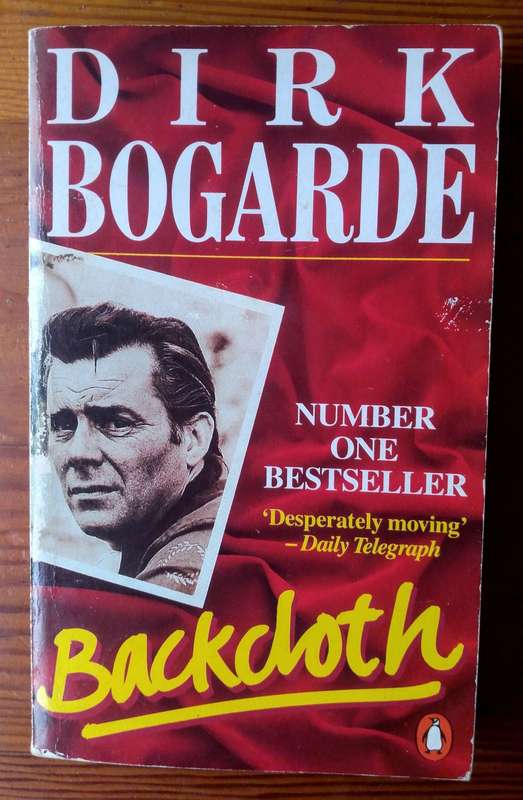 DIRK
BOGARDE
NUMBER
ONE
BESTSELLER
‘Desperately moving’
– Daily Telegraph
Backcloth